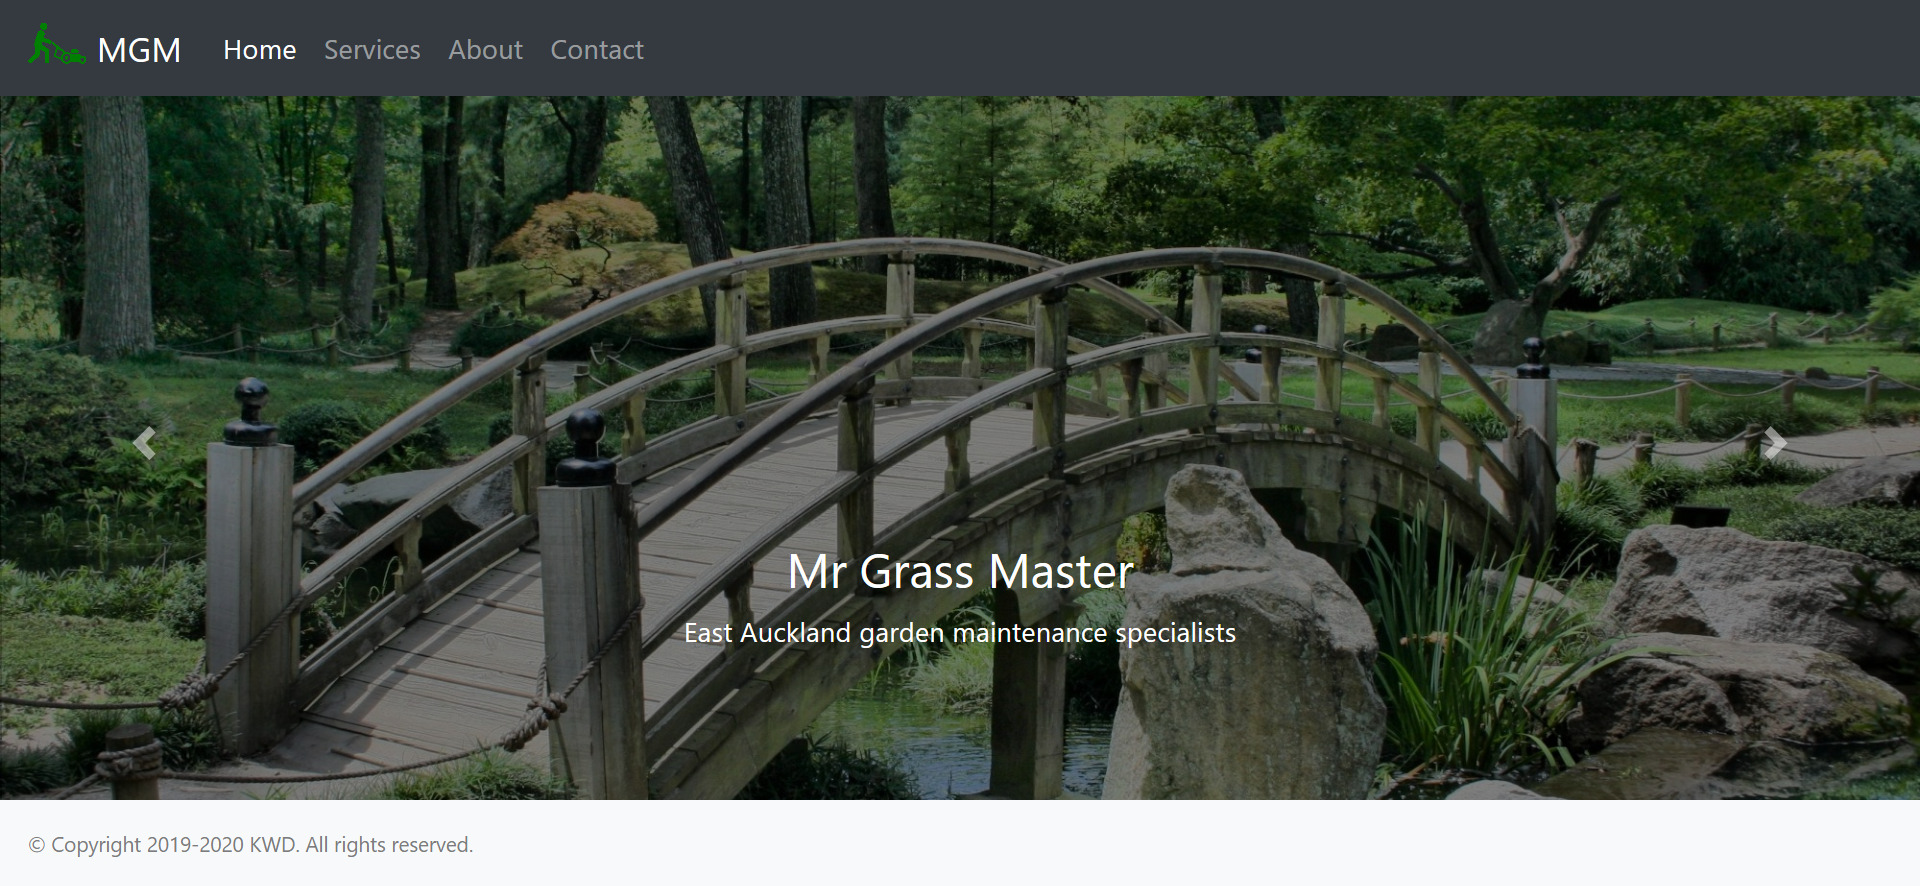 MGM
Home
Services
About
Contact
Mr Grass Master
East Auckland garden maintenance specialists
© Copyright 2019-2020 KWD. All rights reserved.